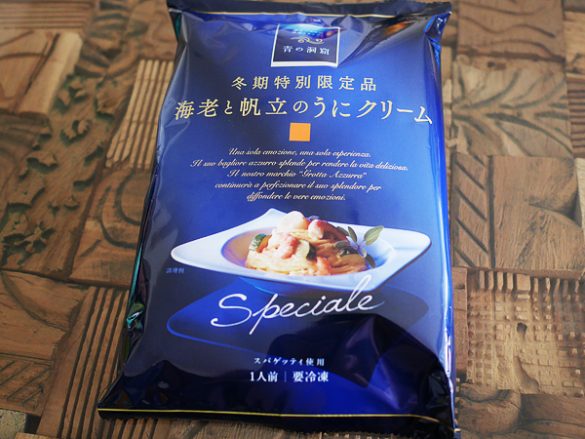 青の洞窟
冬期特別限定品
海老と帆立のうにクリーム
Una sola emozione, una sola esperienza.
Il suo bagliore azzurro splende per rendere la vita deliziosa.
Il nostro marchio "Grotta Azzurra"
continuerà a perfezionare il suo splendore per
diffondere le vere emozioni.
調理例
Speciale
スパゲッティ使用
1人前 | 要冷凍